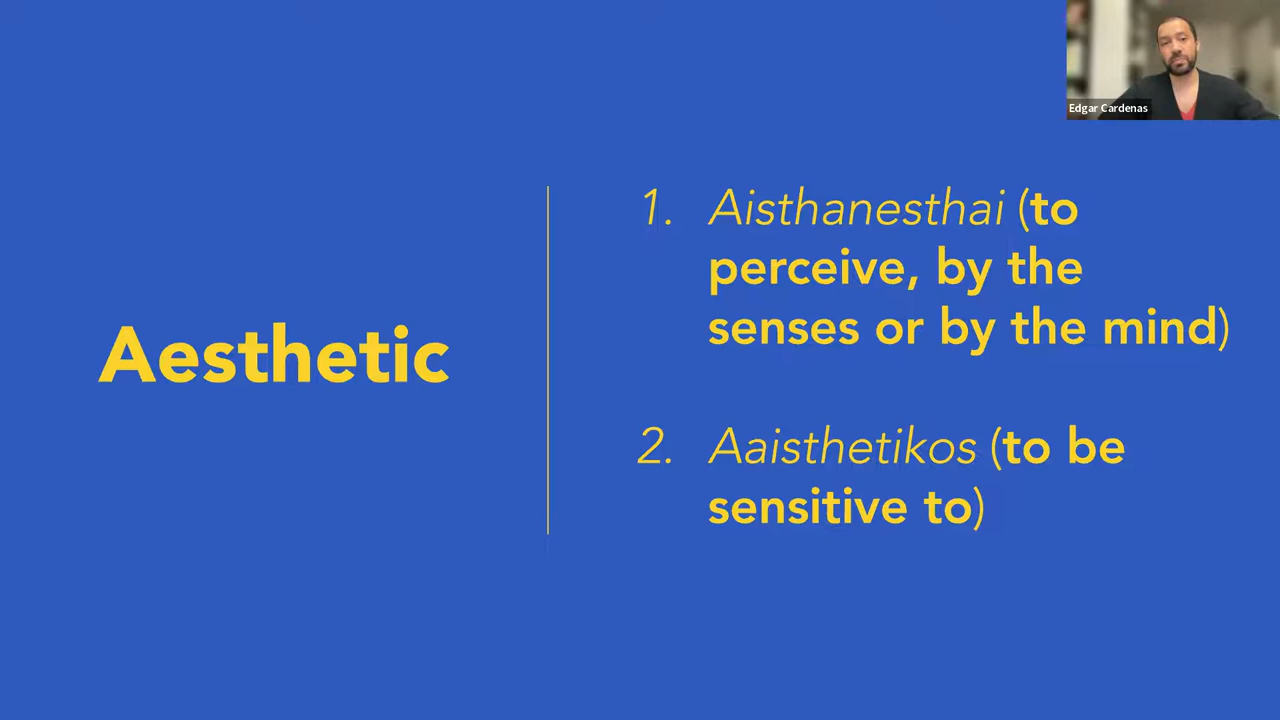 Edgar Cardenas
Aesthetic
1. Aisthanesthai (to
perceive, by the
senses or by the mind)
2. Aaisthetikos (to be
sensitive to)